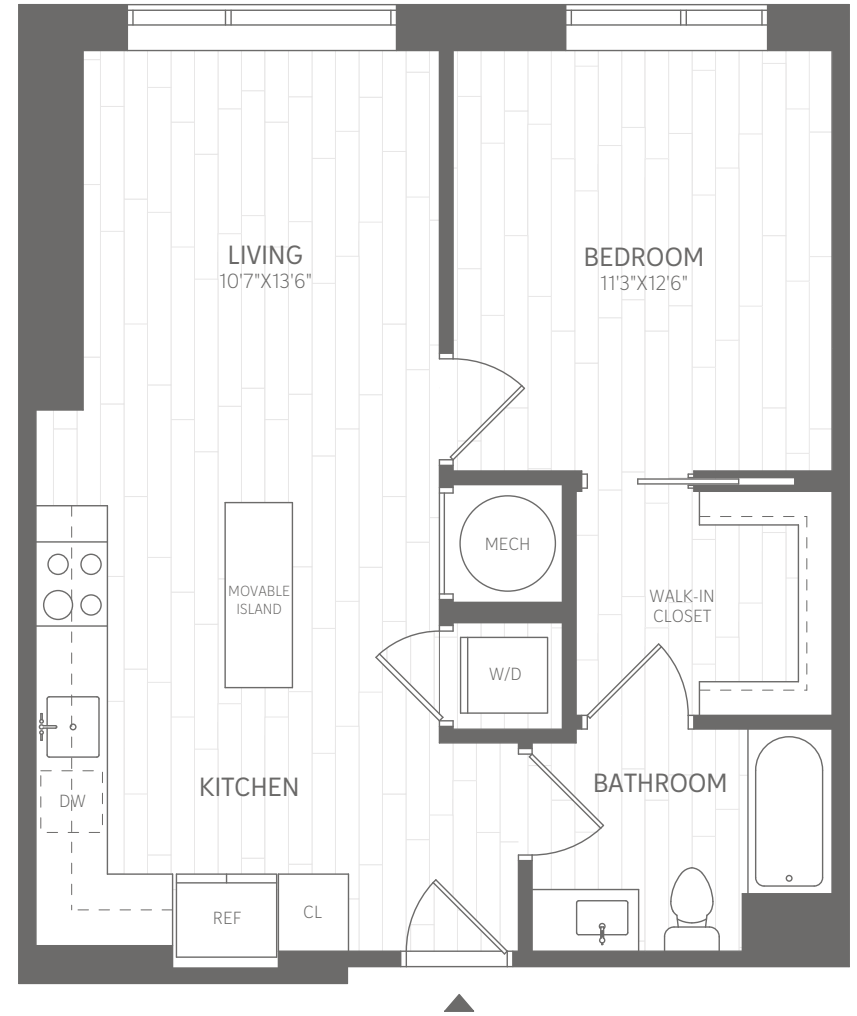 LIVING
10'7"X13'6"
BEDROOM
11'3"X12'6"
MECH
MOVABLE
ISLAND
WALK-IN
CLOSET
W/D
KITCHEN
BATHROOM
DW
REF
CL